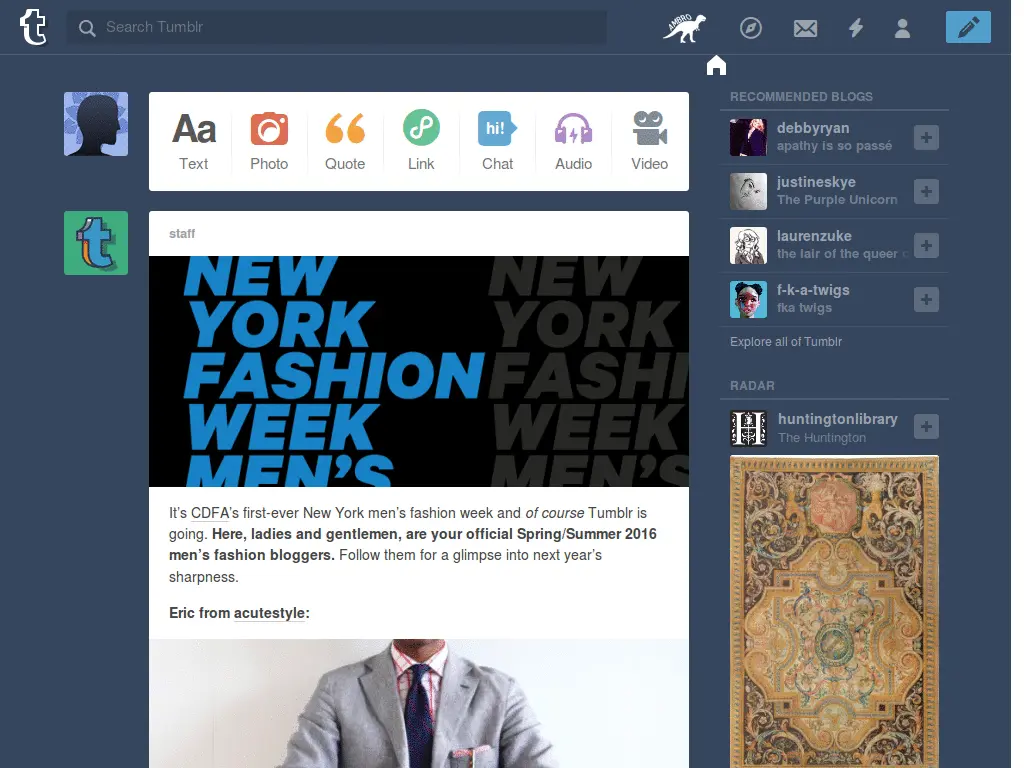 t
Search Tumblr
AMBRO
Aa
Text
Photo
Quote
Link
hi!
Chat
Audio
Video
staff
NEW NEW
YORK YORK
FASHION FASHI
WEEK WEEK
MEN'S MEN'S
It's CDFA's first-ever New York men's fashion week and of course Tumblr is
going. Here, ladies and gentlemen, are your official Spring/Summer 2016
men's fashion bloggers. Follow them for a glimpse into next year's
sharpness.
Eric from acutestyle:
RECOMMENDED BLOGS
debbyryan
apathy is so passé
justineskye
The Purple Unicorn
laurenzuke
the lair of the queer
f-k-a-twigs
fka twigs
Explore all of Tumblr
RADAR
H
huntingtonlibrary
The Huntington